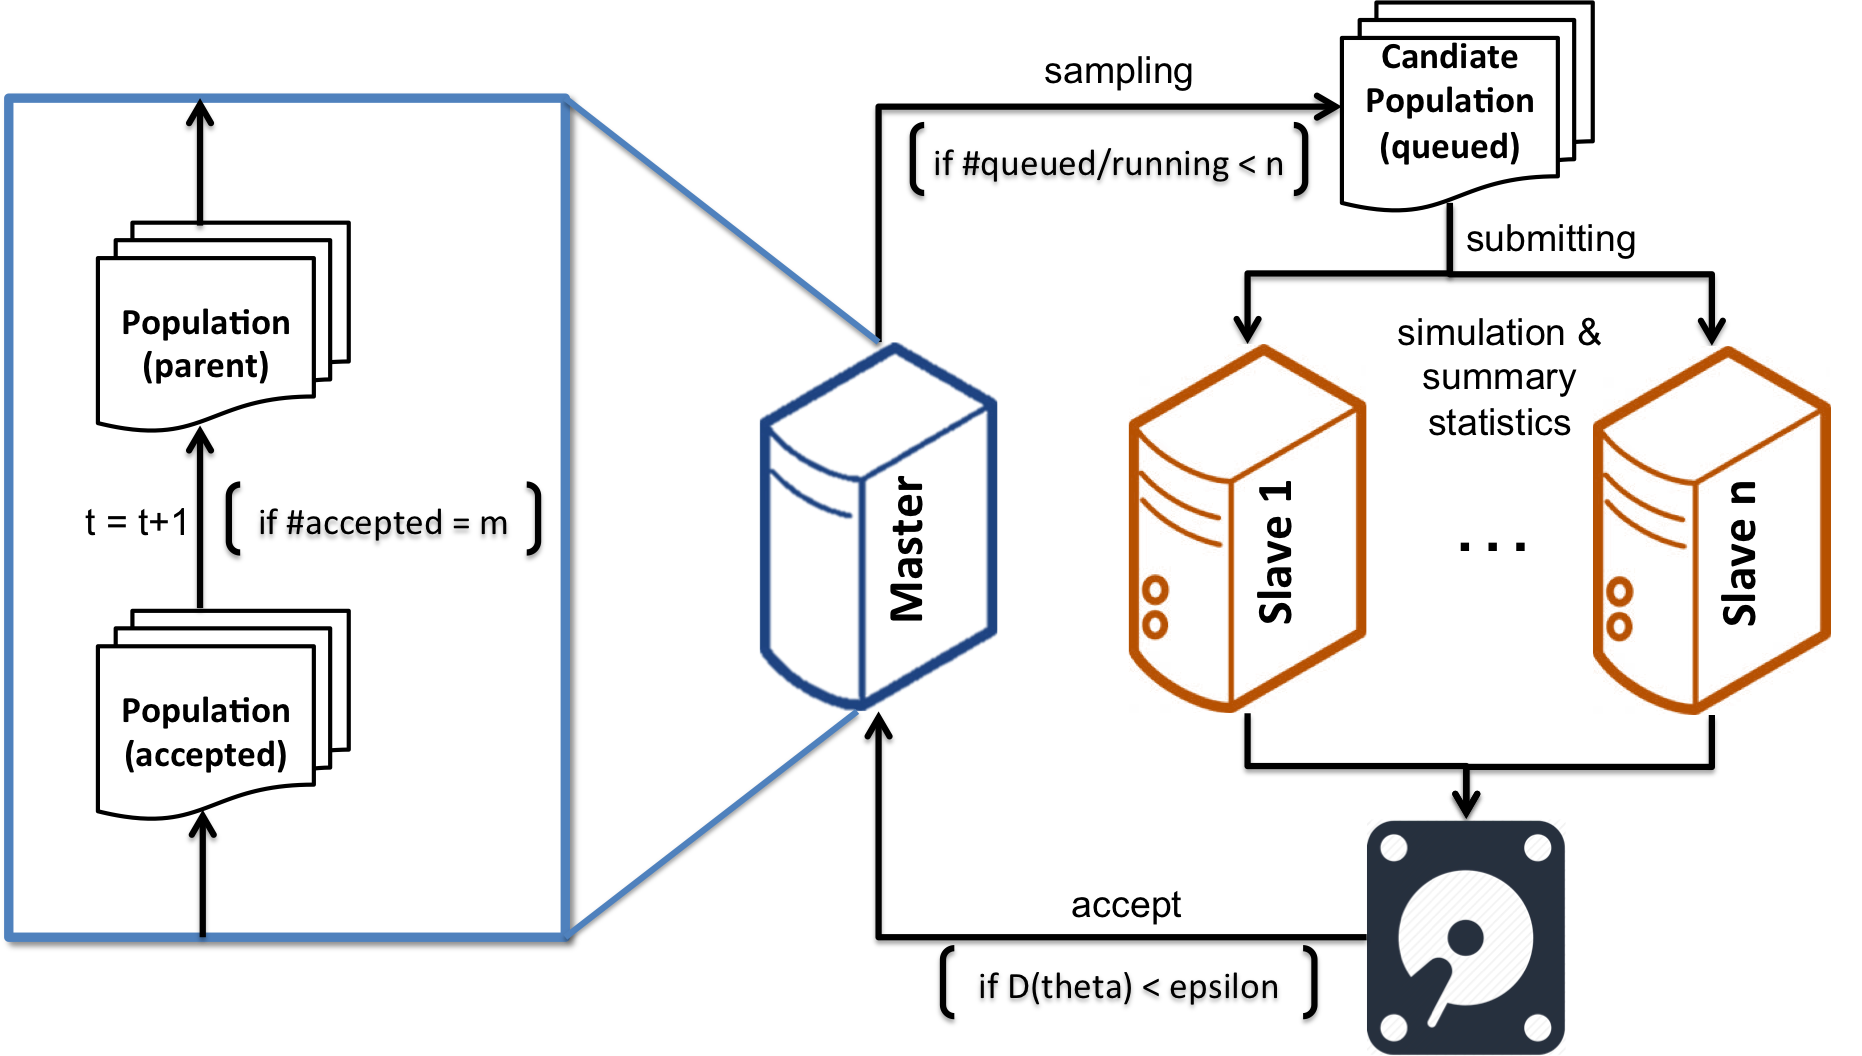 sampling
if #queued/running < n
Candiate
Population
(queued)
submitting
simulation &
summary
statistics
Population
(parent)
t = t+1
if #accepted = m
Population
(accepted)
Master
Slave 1
...
Slave n
accept
if D(theta) < epsilon